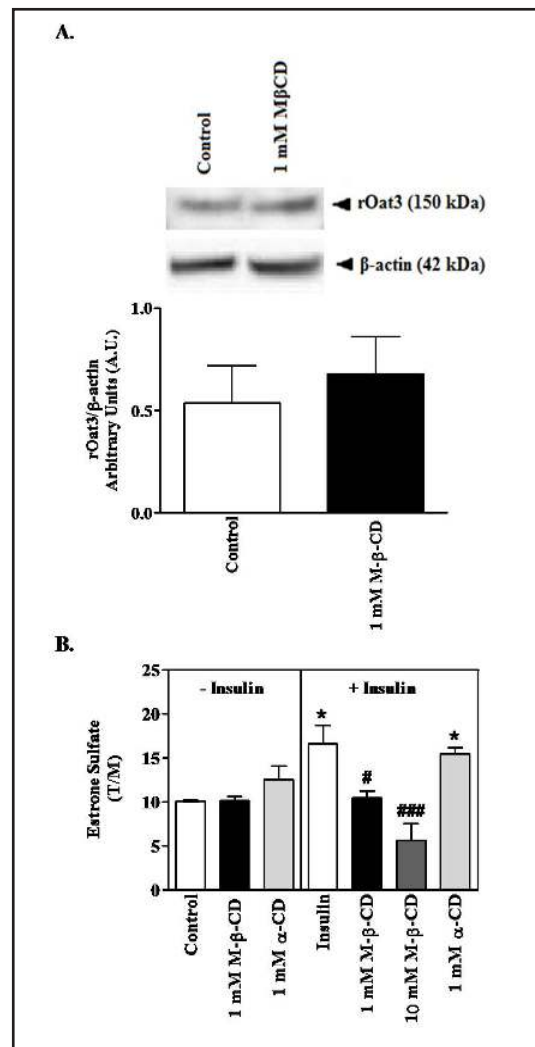 A.
Control
1 mM MβCD
rOat3 (150 kDa)
β-actin (42 kDa)
rOat3/β-actin
Arbitrary Units (A.U.)
1.0
0.5
0.0
Control
1 mM M-β-CD
B.
Estrone Sulfate
(T/M)
25
20
15
10
5
0
- Insulin
+ Insulin
*
#
###
*
Control
1 mM M-β-CD
1 mM α-CD
Insulin
1 mM M-β-CD
10 mM M-β-CD
1 mM α-CD